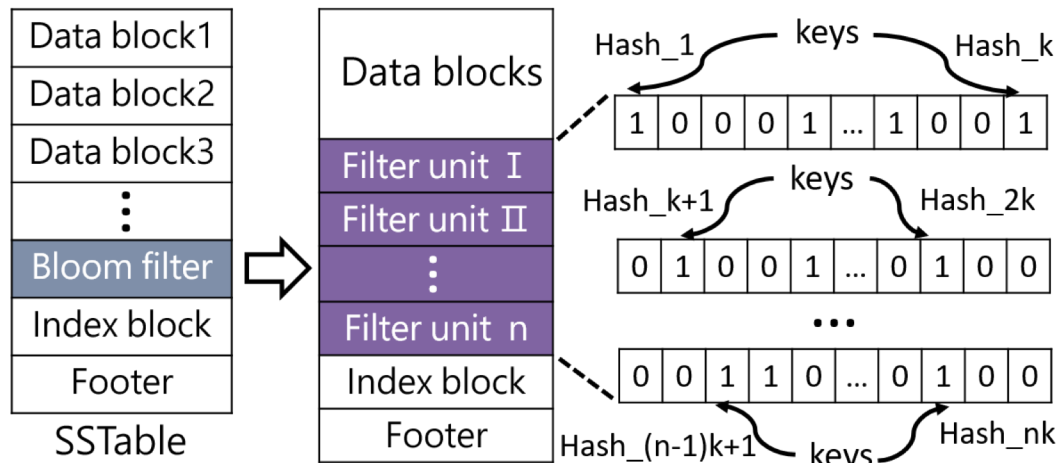 Data block1
Data block2
Data block3
⋮
Bloom filter
Index block
Footer
SSTable
Data blocks
Filter unit Ⅰ
Filter unit Ⅱ
⋮
Filter unit n
Index block
Footer
Hash_1 keys Hash_k
1 0 0 0 1 ... 1 0 0 1
Hash_k+1 keys Hash_2k
0 1 0 0 1 ... 0 1 0 0
...
0 0 1 1 0 ... 0 1 0 0
Hash_(n-1)k+1 keys Hash_nk